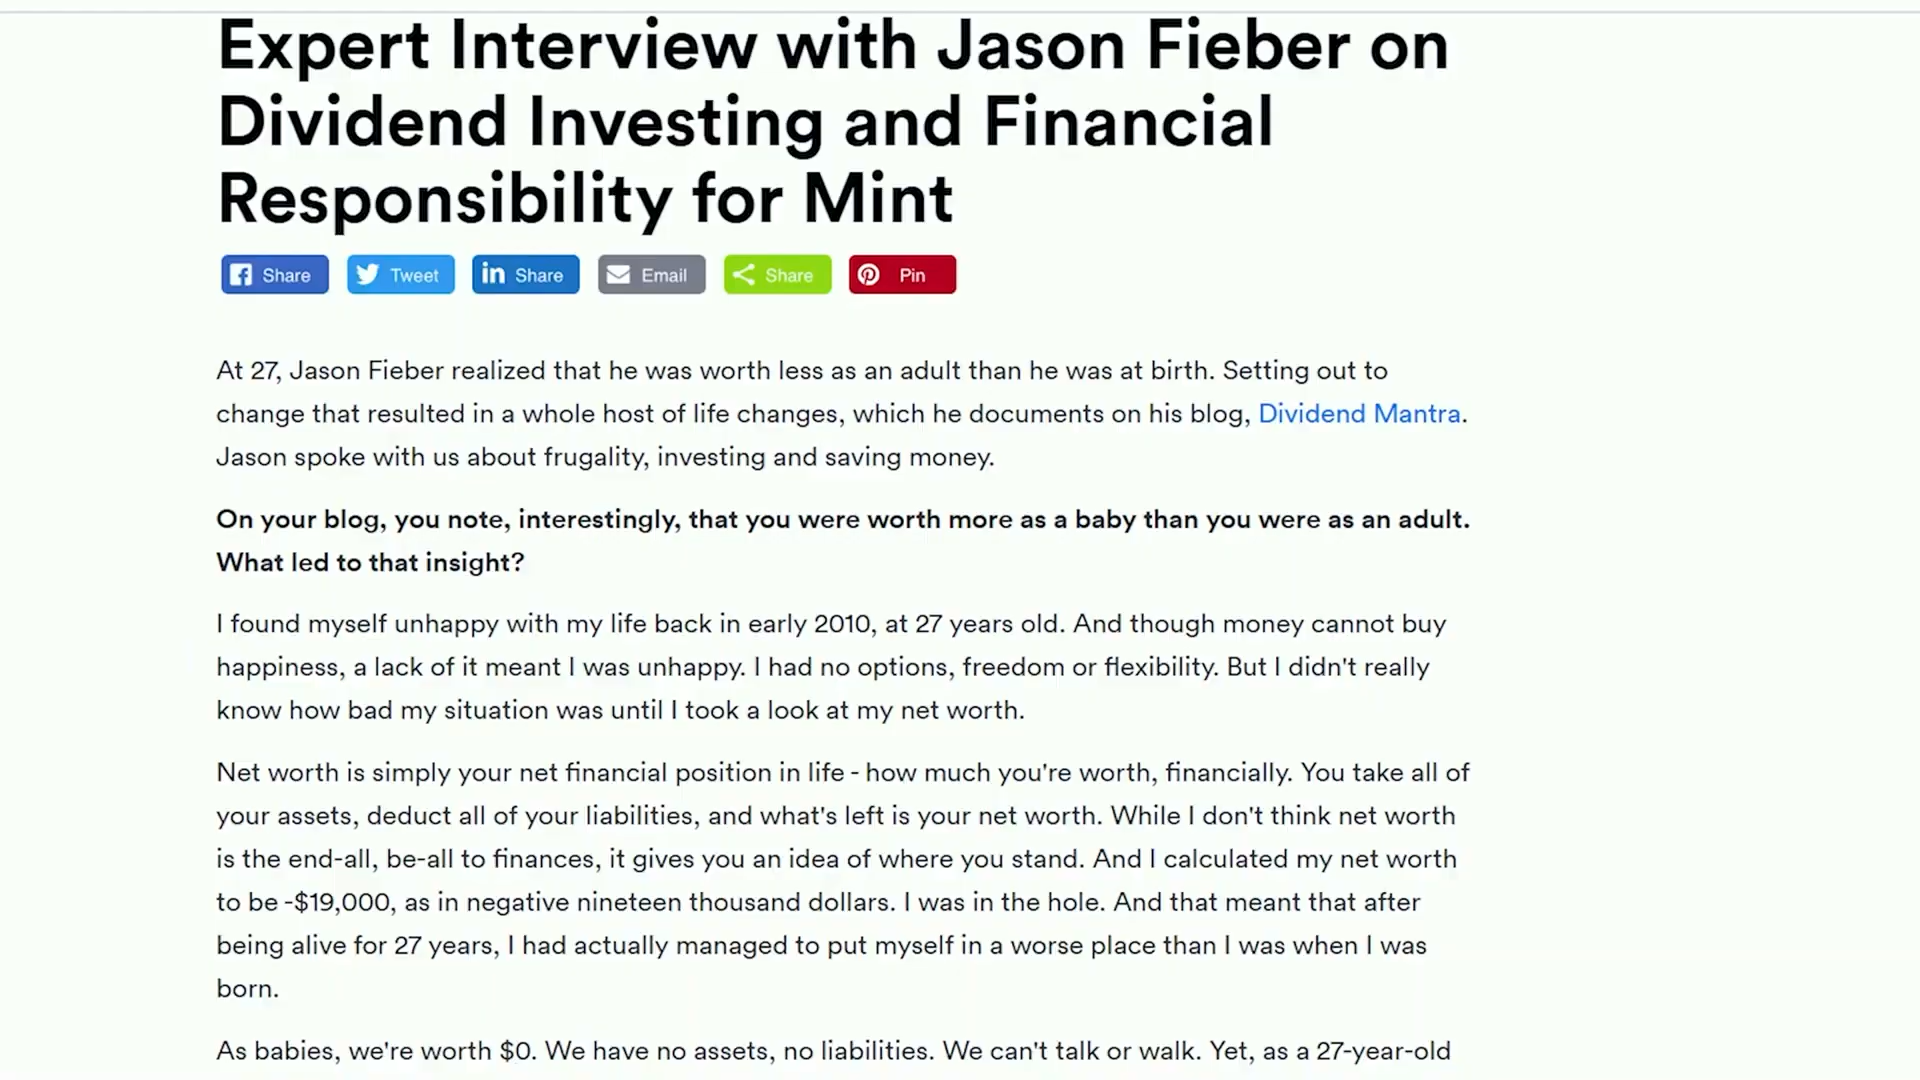 Expert Interview with Jason Fieber on
Dividend Investing and Financial
Responsibility for Mint
Share Tweet Share Email Share Pin
At 27, Jason Fieber realized that he was worth less as an adult than he was at birth. Setting out to
change that resulted in a whole host of life changes, which he documents on his blog, Dividend Mantra.
Jason spoke with us about frugality, investing and saving money.
On your blog, you note, interestingly, that you were worth more as a baby than you were as an adult.
What led to that insight?
I found myself unhappy with my life back in early 2010, at 27 years old. And though money cannot buy
happiness, a lack of it meant I was unhappy. I had no options, freedom or flexibility. But I didn't really
know how bad my situation was until I took a look at my net worth.
Net worth is simply your net financial position in life - how much you're worth, financially. You take all of
your assets, deduct all of your liabilities, and what's left is your net worth. While I don't think net worth
is the end-all, be-all to finances, it gives you an idea of where you stand. And I calculated my net worth
to be -$19,000, as in negative nineteen thousand dollars. I was in the hole. And that meant that after
being alive for 27 years, I had actually managed to put myself in a worse place than I was when I was
born.
As babies, we're worth $0. We have no assets, no liabilities. We can't talk or walk. Yet, as a 27-year-old